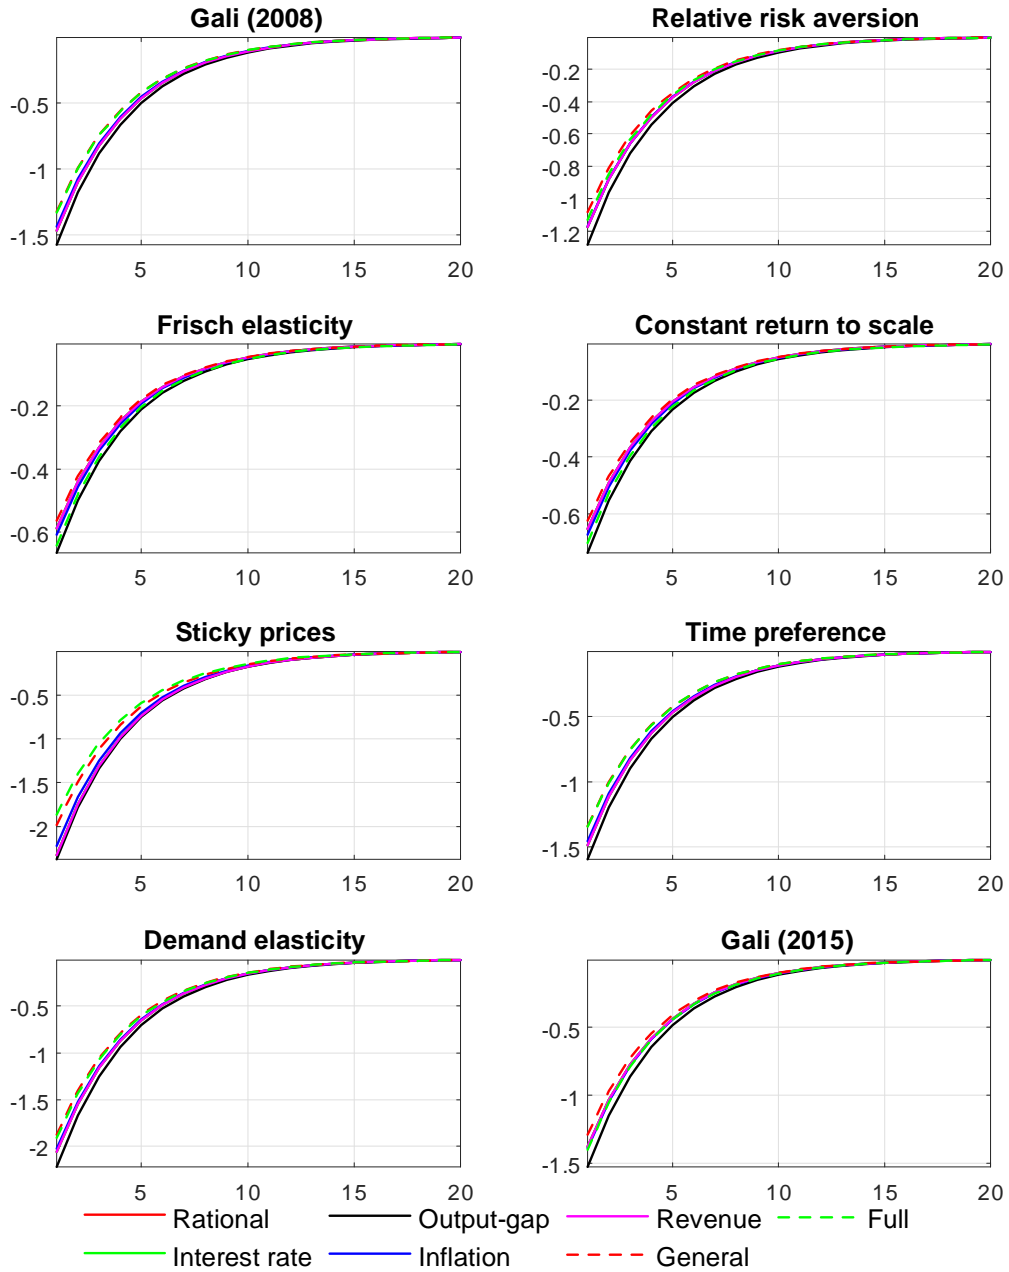 Gali (2008)
-0.5
-1
-1.5
5 10 15 20
Relative risk aversion
-0.2
-0.4
-0.6
-0.8
-1
-1.2
5 10 15 20
Frisch elasticity
-0.2
-0.4
-0.6
5 10 15 20
Constant return to scale
-0.2
-0.4
-0.6
5 10 15 20
Sticky prices
-0.5
-1
-1.5
-2
5 10 15 20
Time preference
-0.5
-1
-1.5
5 10 15 20
Demand elasticity
-0.5
-1
-1.5
-2
5 10 15 20
Gali (2015)
-0.5
-1
-1.5
5 10 15 20
Rational Output-gap Revenue Full
Interest rate Inflation General